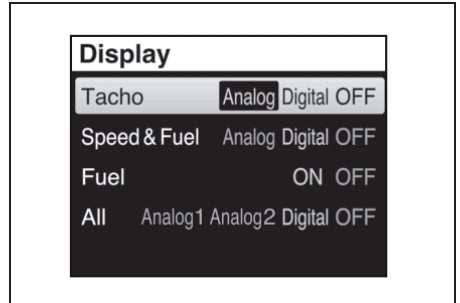 Display
Tacho Analog Digital OFF
Speed & Fuel Analog Digital OFF
Fuel ON OFF
All Analog1 Analog2 Digital OFF